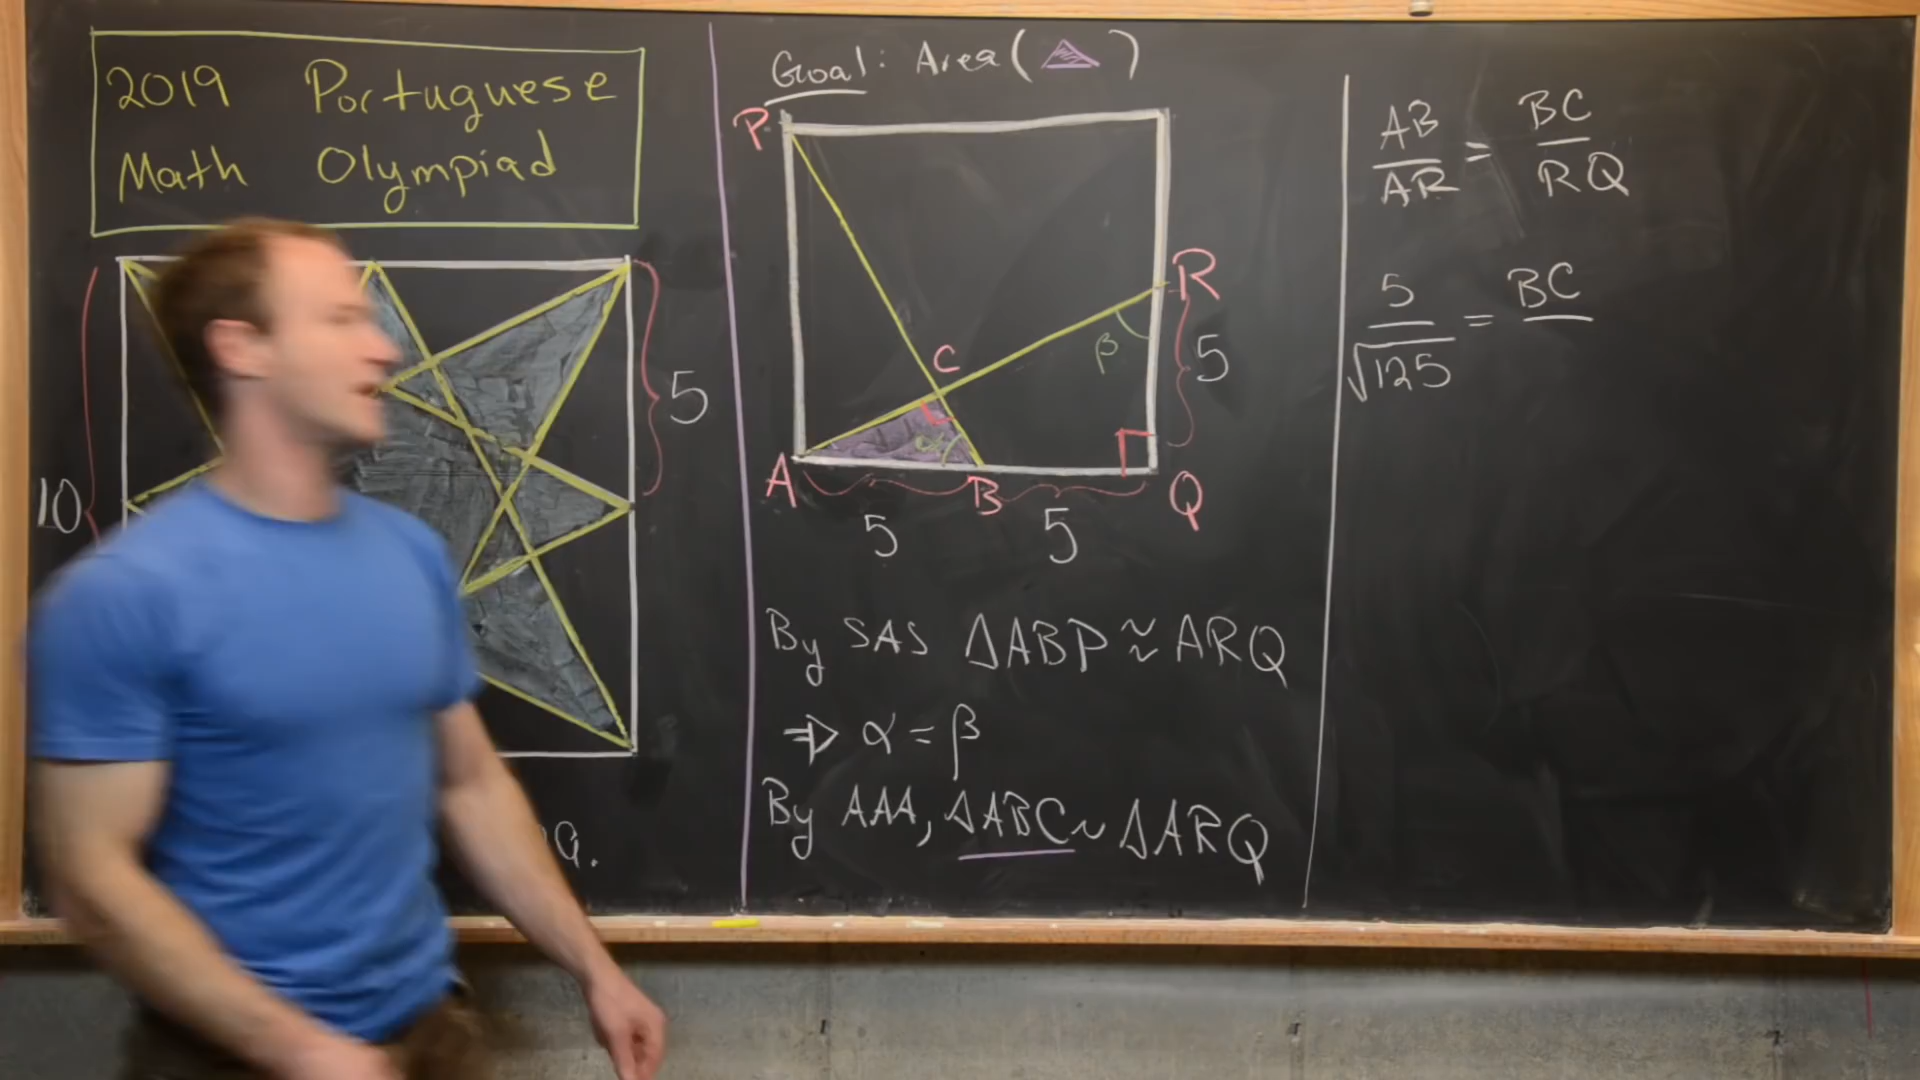 2019 Portuguese
Math Olympiad
10
5
Goal: Area( )
P
R
C
β
5
α
A
B
Q
5
5
By SAS ΔABP ≈ ARQ
⇒ α = β
By AAA, ΔABC ~ ΔARQ
AB/AR = BC/RQ
5/√125 = BC/